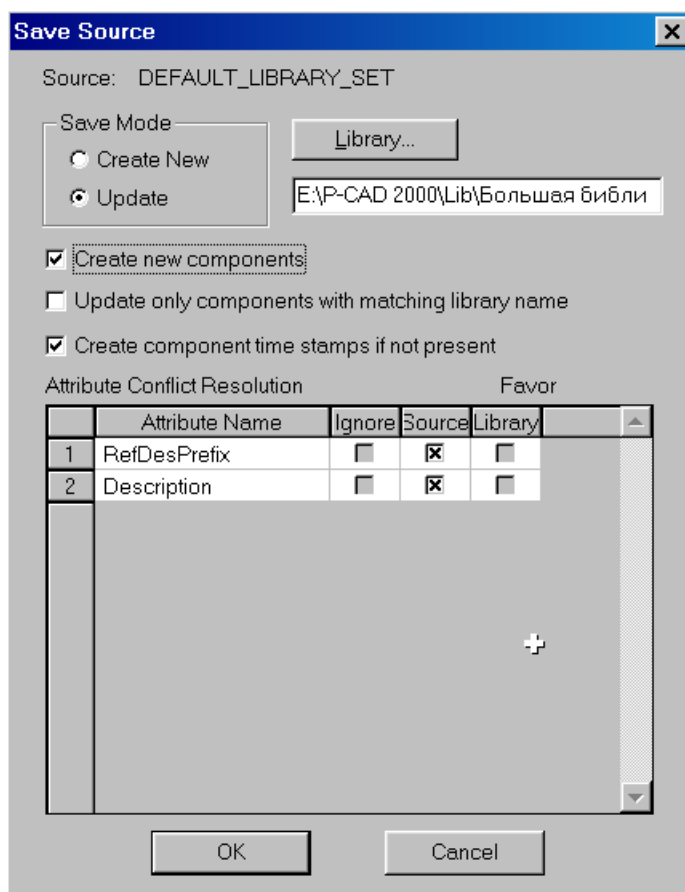 Save Source
Source: DEFAULT_LIBRARY_SET
Save Mode
Library...
Create New
Update
E:\P-CAD 2000\Lib\Большая библи
Create new components
Update only components with matching library name
Create component time stamps if not present
Attribute Conflict Resolution Favor
Attribute Name Ignore Source Library
1 RefDesPrefix
2 Description
OK Cancel